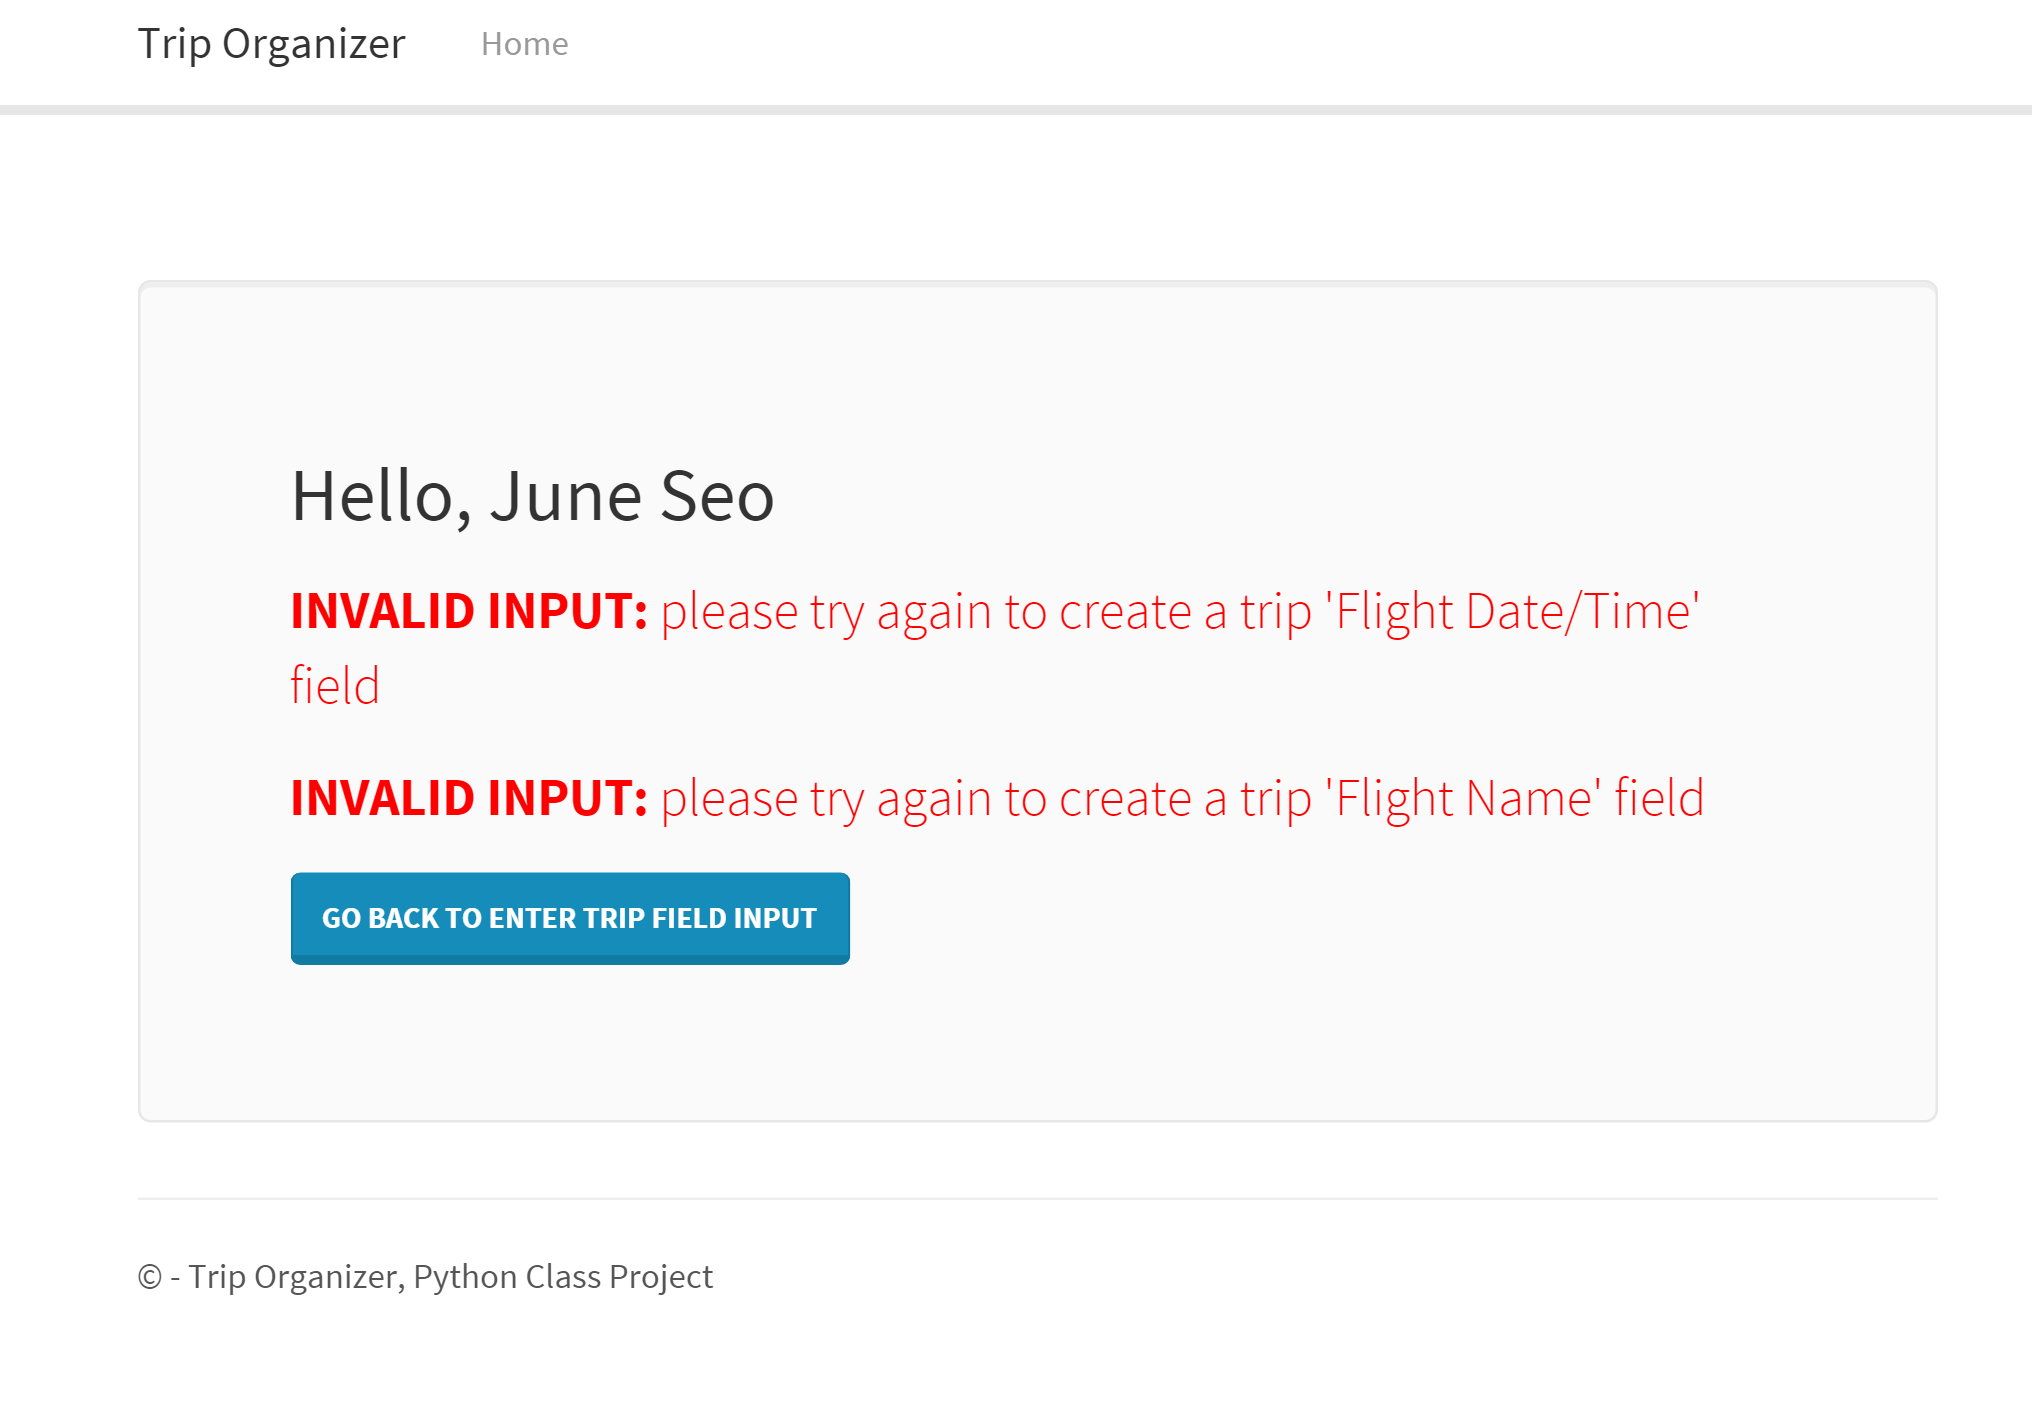 Trip Organizer Home
Hello, June Seo
INVALID INPUT: please try again to create a trip 'Flight Date/Time'
field
INVALID INPUT: please try again to create a trip 'Flight Name' field
GO BACK TO ENTER TRIP FIELD INPUT
© - Trip Organizer, Python Class Project